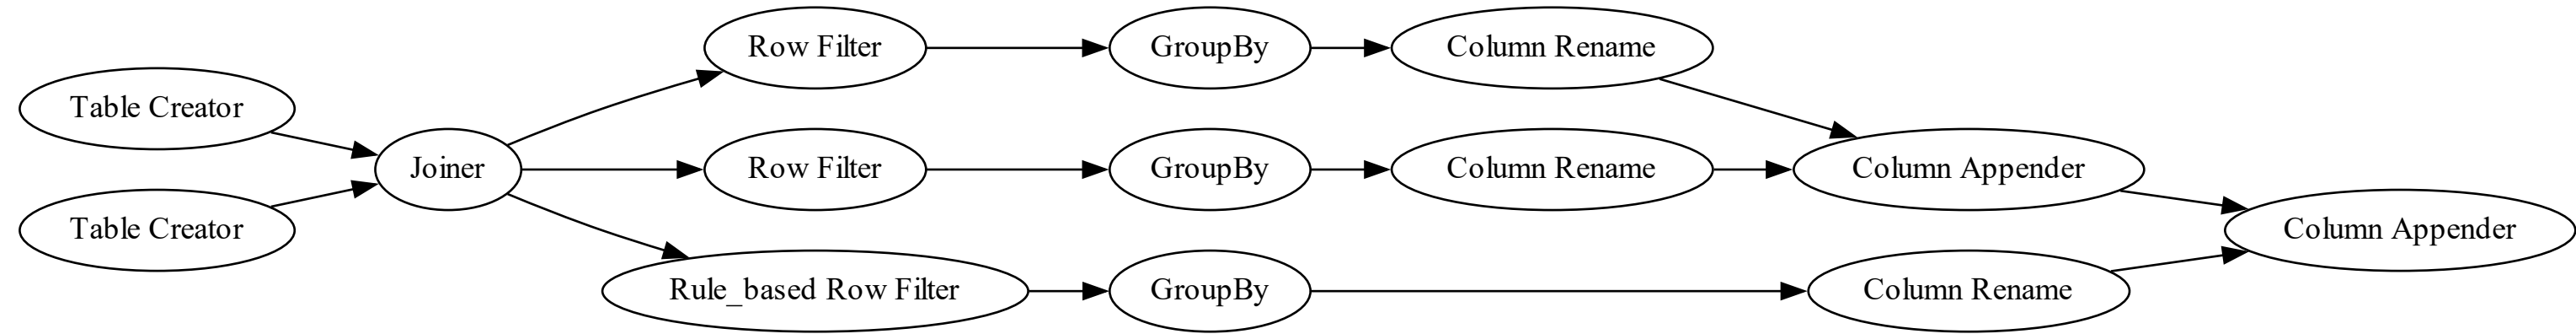 Row Filter
GroupBy
Column Rename
Table Creator
Joiner
Row Filter
GroupBy
Column Rename
Column Appender
Table Creator
Column Appender
Rule_based Row Filter
GroupBy
Column Rename